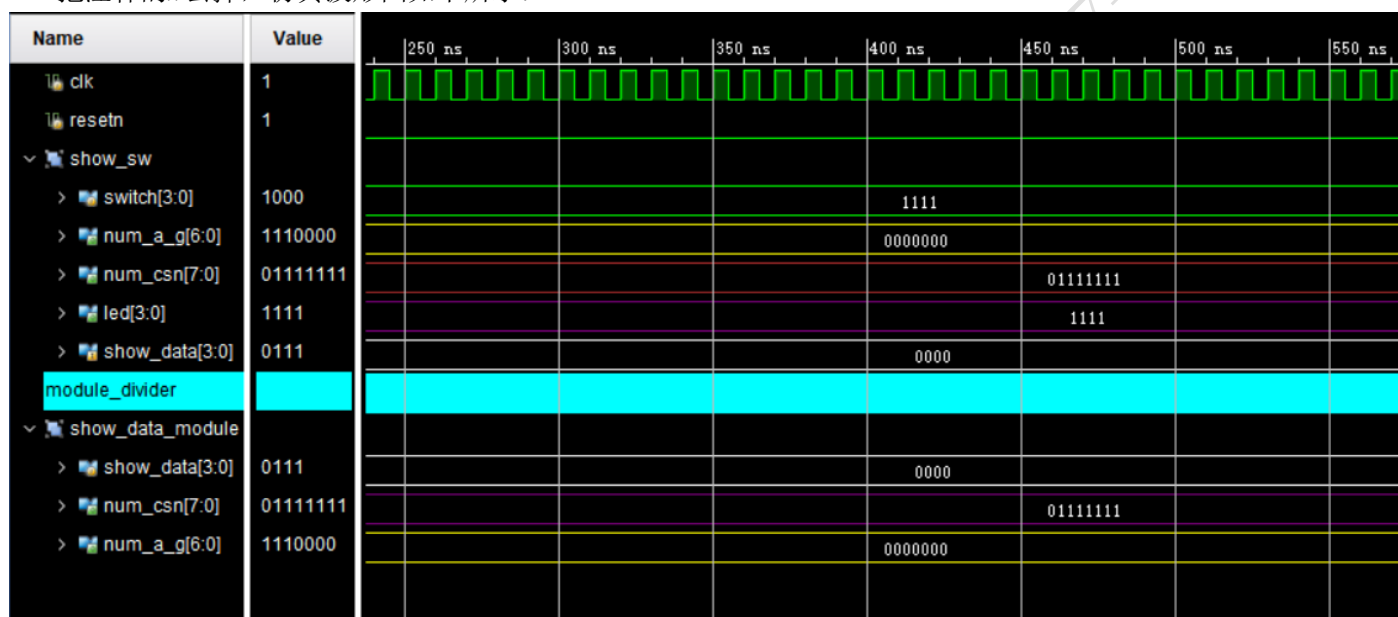 Name Value 250 ns 300 ns 350 ns 400 ns 450 ns 500 ns 550 ns
clk 1
resetn 1
show_sw
switch[3:0] 1000 1111
num_a_g[6:0] 1110000 0000000
num_csn[7:0] 01111111 01111111
led[3:0] 1111 1111
show_data[3:0] 0111 0000
module_divider
show_data_module
show_data[3:0] 0111 0000
num_csn[7:0] 01111111 01111111
num_a_g[6:0] 1110000 0000000